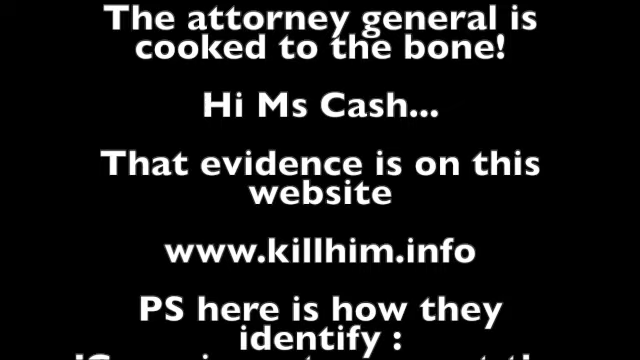 The attorney general is
cooked to the bone!
Hi Ms Cash...
That evidence is on this
website
www.killhim.info
PS here is how they
identify :